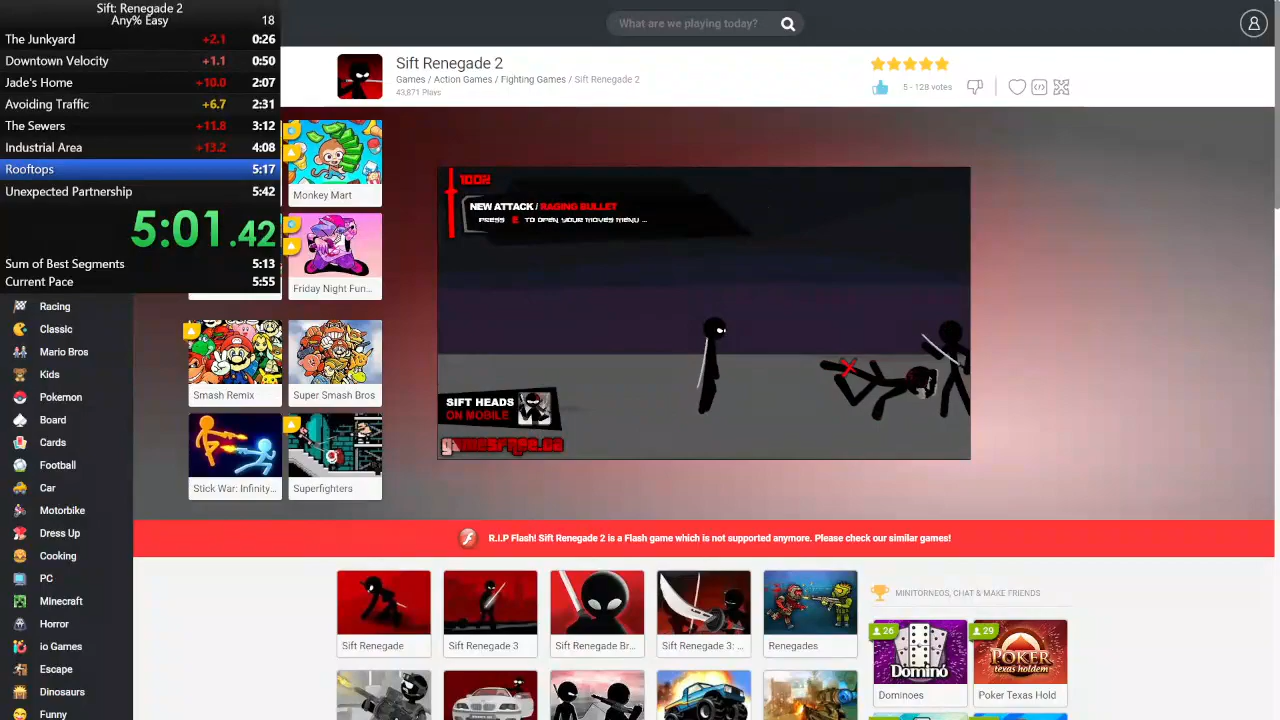 Sift: Renegade 2
Any% Easy 18
The Junkyard +2.1 0:26
Downtown Velocity +1.1 0:50
Jade's Home +10.0 2:07
Avoiding Traffic +6.7 2:31
The Sewers +11.8 3:12
Industrial Area +13.2 4:08
Rooftops 5:17
Unexpected Partnership 5:42
5:01.42
Sum of Best Segments 5:13
Current Pace 5:55
What are we playing today?
Sift Renegade 2
Games / Action Games / Fighting Games / Sift Renegade 2
43,871 Plays
5 - 128 votes
Monkey Mart
Friday Night Fun...
Smash Remix
Super Smash Bros
Stick War: Infinity...
Superfighters
Racing
Classic
Mario Bros
Kids
Pokemon
Board
Cards
Football
Car
Motorbike
Dress Up
Cooking
PC
Minecraft
Horror
io Games
Escape
Dinosaurs
Funny
NEW ATTACK / RAGING BULLET
PRESS E TO OPEN YOUR MOVES MENU ...
SIFT HEADS
ON MOBILE
R.I.P Flash! Sift Renegade 2 is a Flash game which is not supported anymore. Please check our similar games!
Sift Renegade
Sift Renegade 3
Sift Renegade Br...
Sift Renegade 3: ...
Renegades
MINITORNEOS, CHAT & MAKE FRIENDS
26
Dominó
Dominoes
29
POKER
texas holdem
Poker Texas Hold